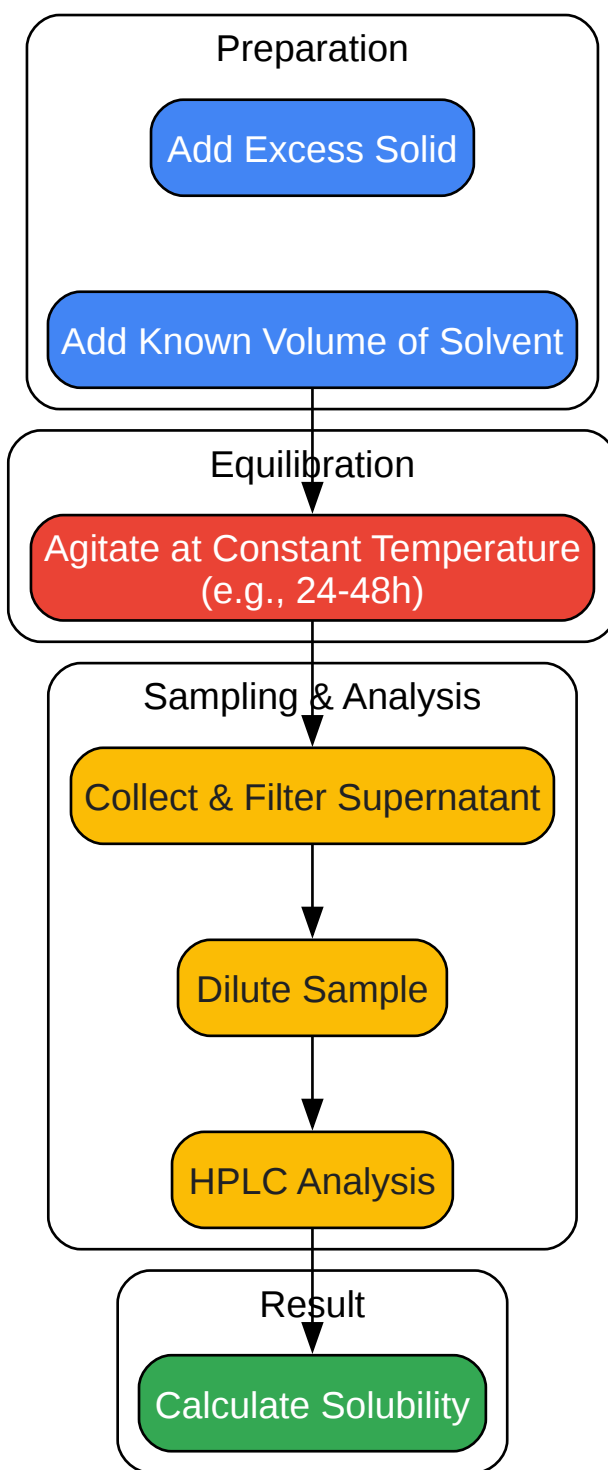 Preparation
Add Excess Solid
Add Known Volume of Solvent
Equilibration
Agitate at Constant Temperature
(e.g., 24-48h)
Sampling & Analysis
Collect & Filter Supernatant
Dilute Sample
HPLC Analysis
Result
Calculate Solubility